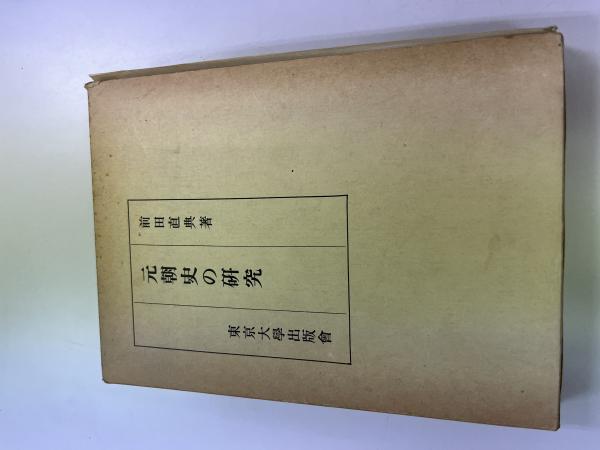 前田直典著
元朝史の研究
東京大學出版會